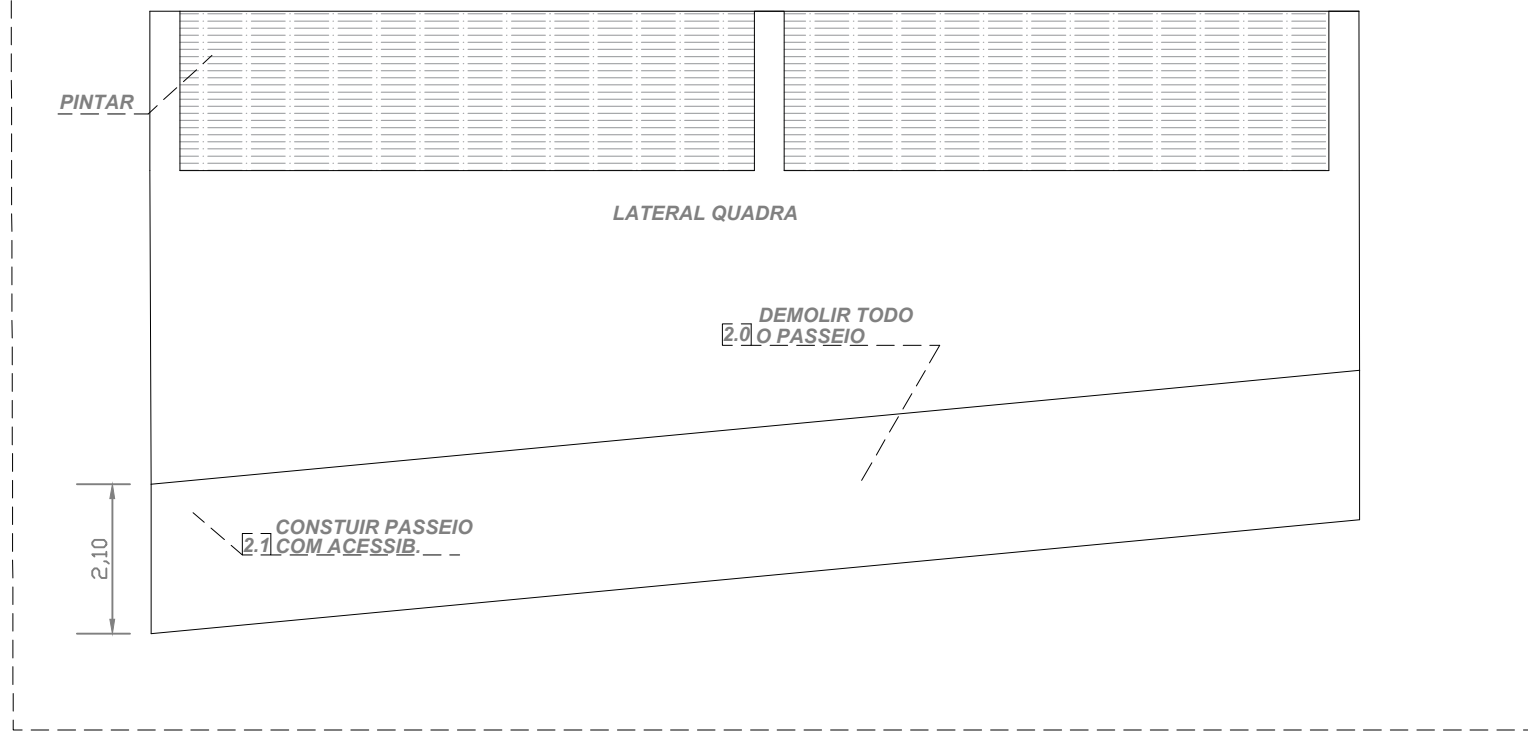 PINTAR
LATERAL QUADRA
DEMOLIR TODO
2.0 O PASSEIO
CONSTUIR PASSEIO
2.1 COM ACESSIB.
2,10